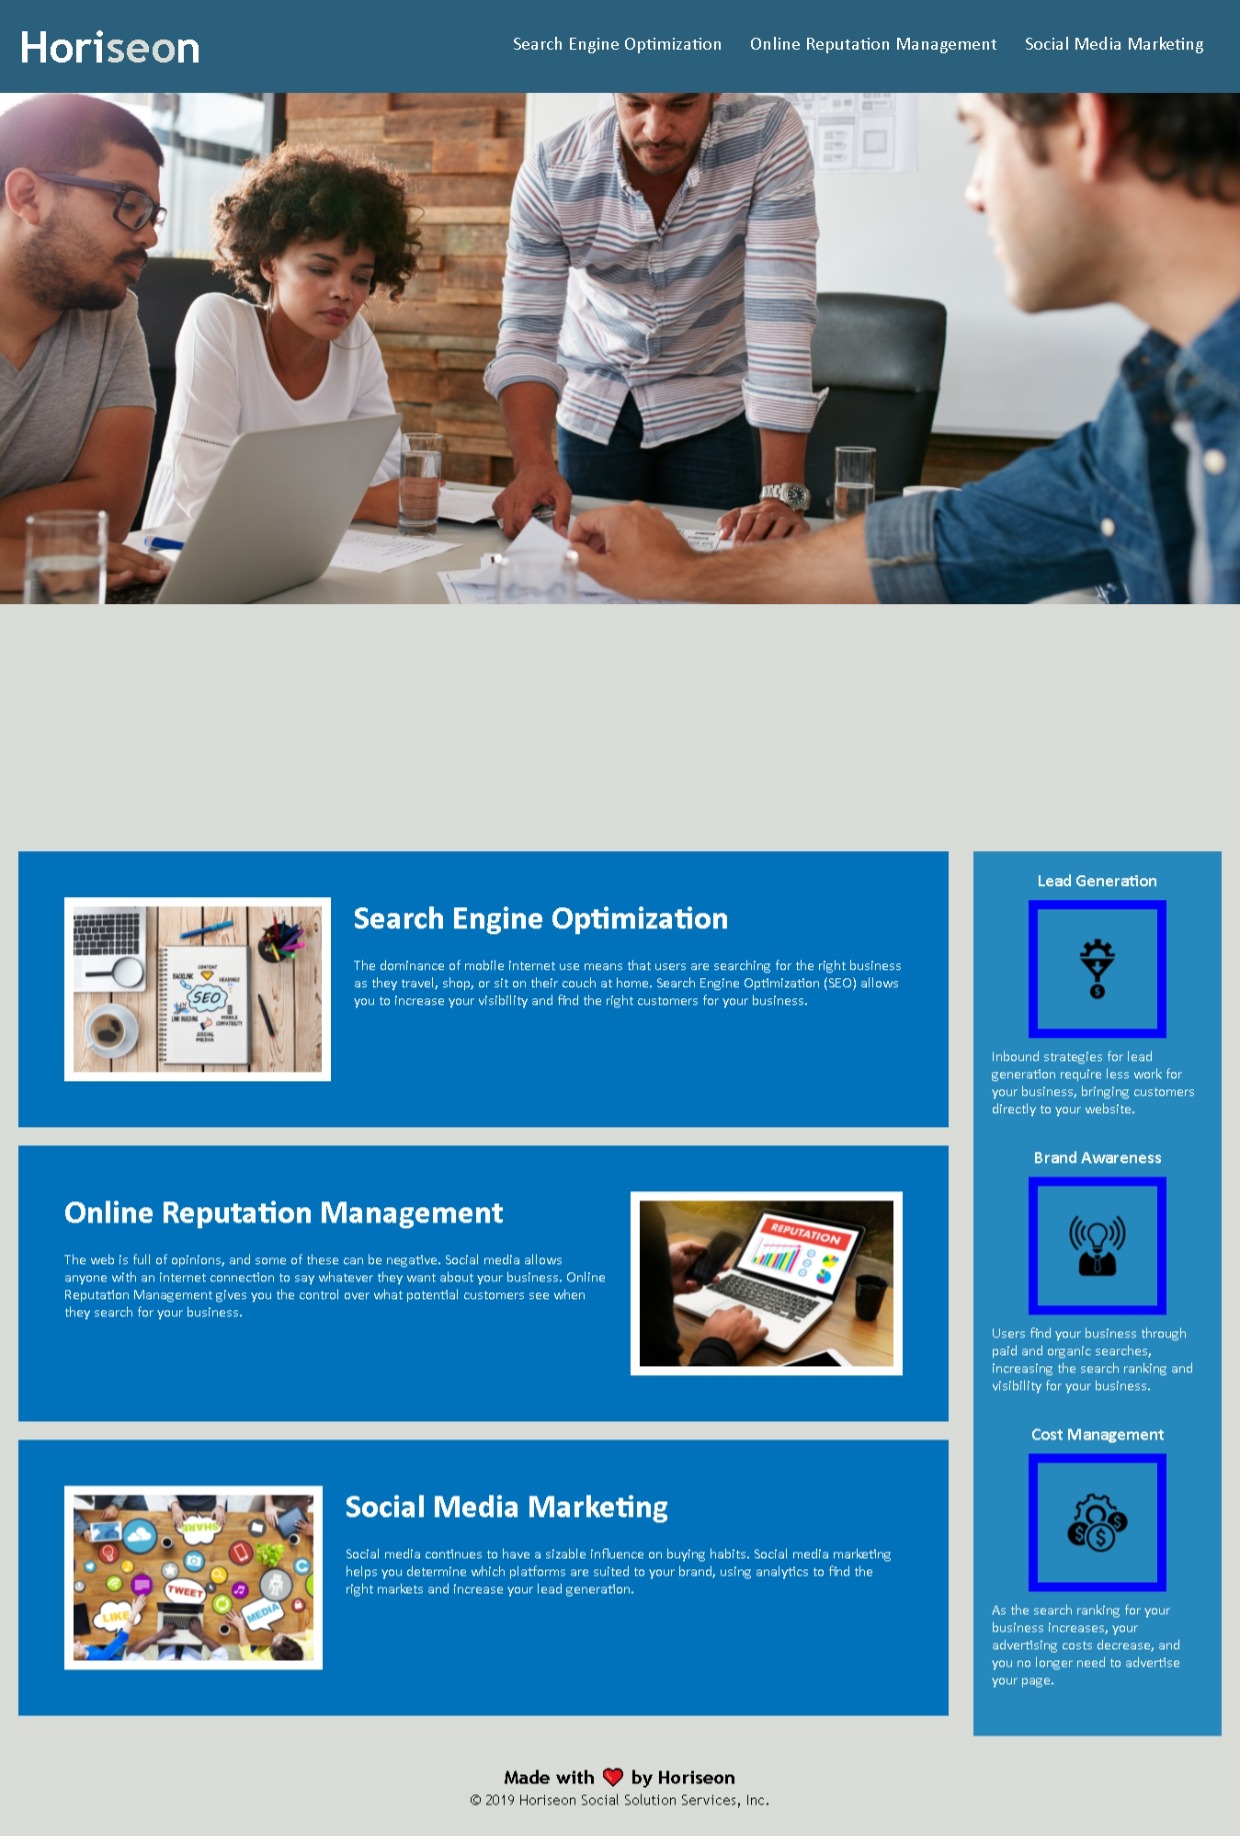 Horiseon
Search Engine Optimization
Online Reputation Management
Social Media Marketing
Search Engine Optimization
The dominance of mobile internet use means that users are searching for the right business
as they travel, shop, or sit on their couch at home. Search Engine Optimization (SEO) allows
you to increase your visibility and find the right customers for your business.
CONTENT
BACKLINK
SEO
LINK BUILDING
SOCIAL
MEDIA
Online Reputation Management
The web is full of opinions, and some of these can be negative. Social media allows
anyone with an internet connection to say whatever they want about your business. Online
Reputation Management gives you the control over what potential customers see when
they search for your business.
REPUTATION
Social Media Marketing
Social media continues to have a sizable influence on buying habits. Social media marketing
helps you determine which platforms are suited to your brand, using analytics to find the
right markets and increase your lead generation.
SHARE
TWEET
LIKE
MEDIA
Lead Generation
Inbound strategies for lead
generation require less work for
your business, bringing customers
directly to your website.
Brand Awareness
Users find your business through
paid and organic searches,
increasing the search ranking and
visibility for your business.
Cost Management
As the search ranking for your
business increases, your
advertising costs decrease, and
you no longer need to advertise
your page.
Made with ❤️ by Horiseon
© 2019 Horiseon Social Solution Services, Inc.